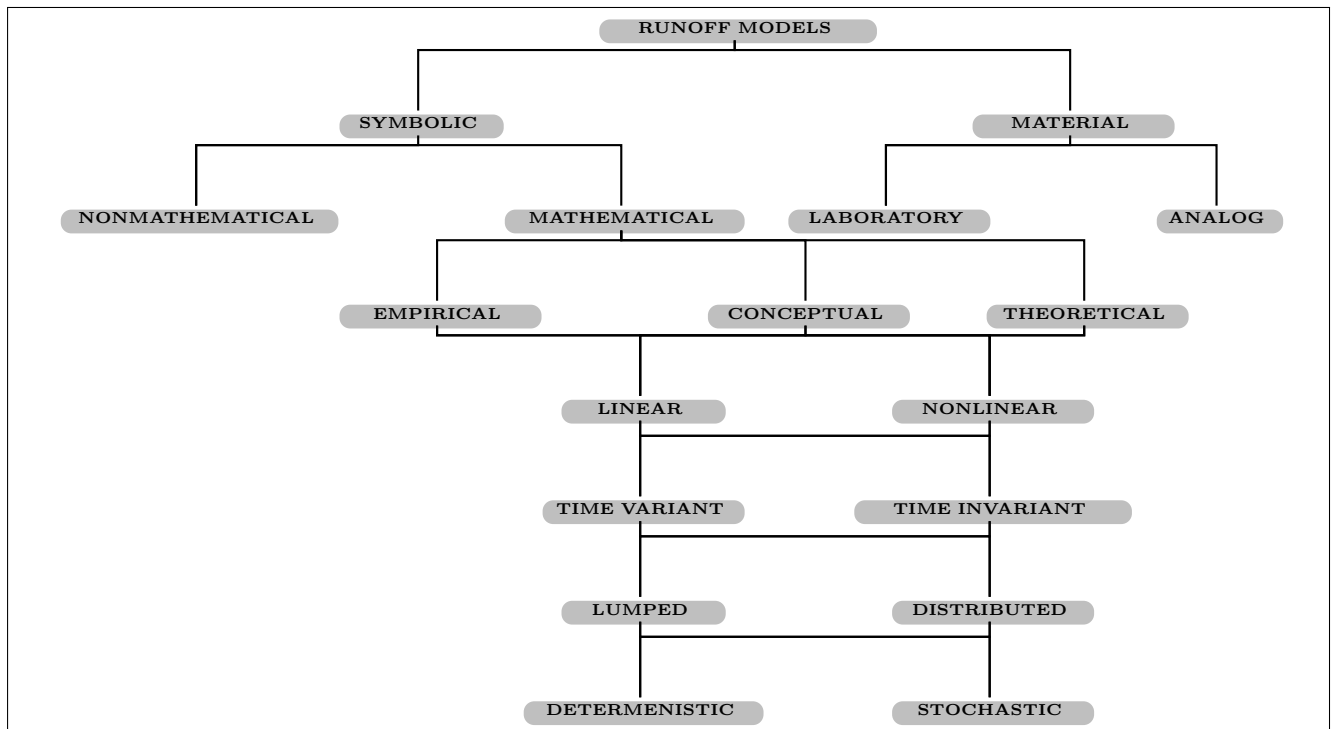 RUNOFF MODELS
SYMBOLIC MATERIAL
NONMATHEMATICAL MATHEMATICAL LABORATORY ANALOG
EMPIRICAL CONCEPTUAL THEORETICAL
LINEAR NONLINEAR
TIME VARIANT TIME INVARIANT
LUMPED DISTRIBUTED
DETERMENISTIC STOCHASTIC